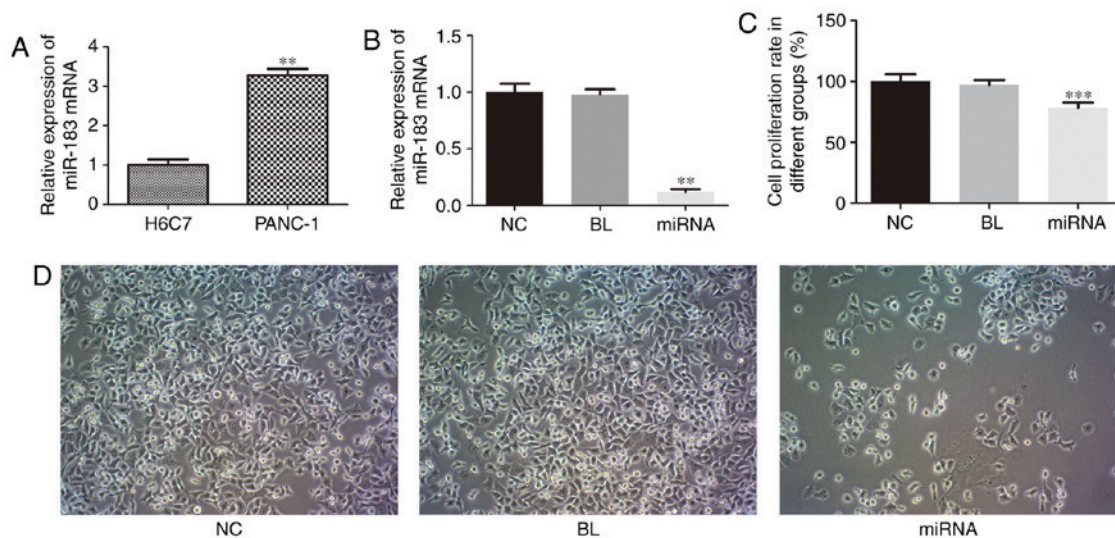 A
Relative expression of
miR-183 mRNA
4
3
2
1
0
**
H6C7
PANC-1
B
Relative expression of
miR-183 mRNA
1.5
1.0
0.5
0.0
**
NC
BL
miRNA
C
Cell proliferation rate in
different groups (%)
150
100
50
0
***
NC
BL
miRNA
D
NC
BL
miRNA